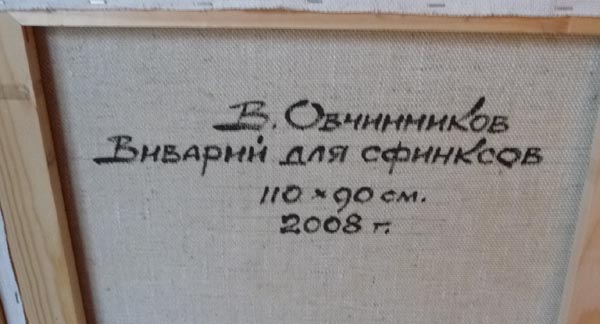 В. Овчинников
Виварий для сфинксов
110 × 90 см.
2008 г.